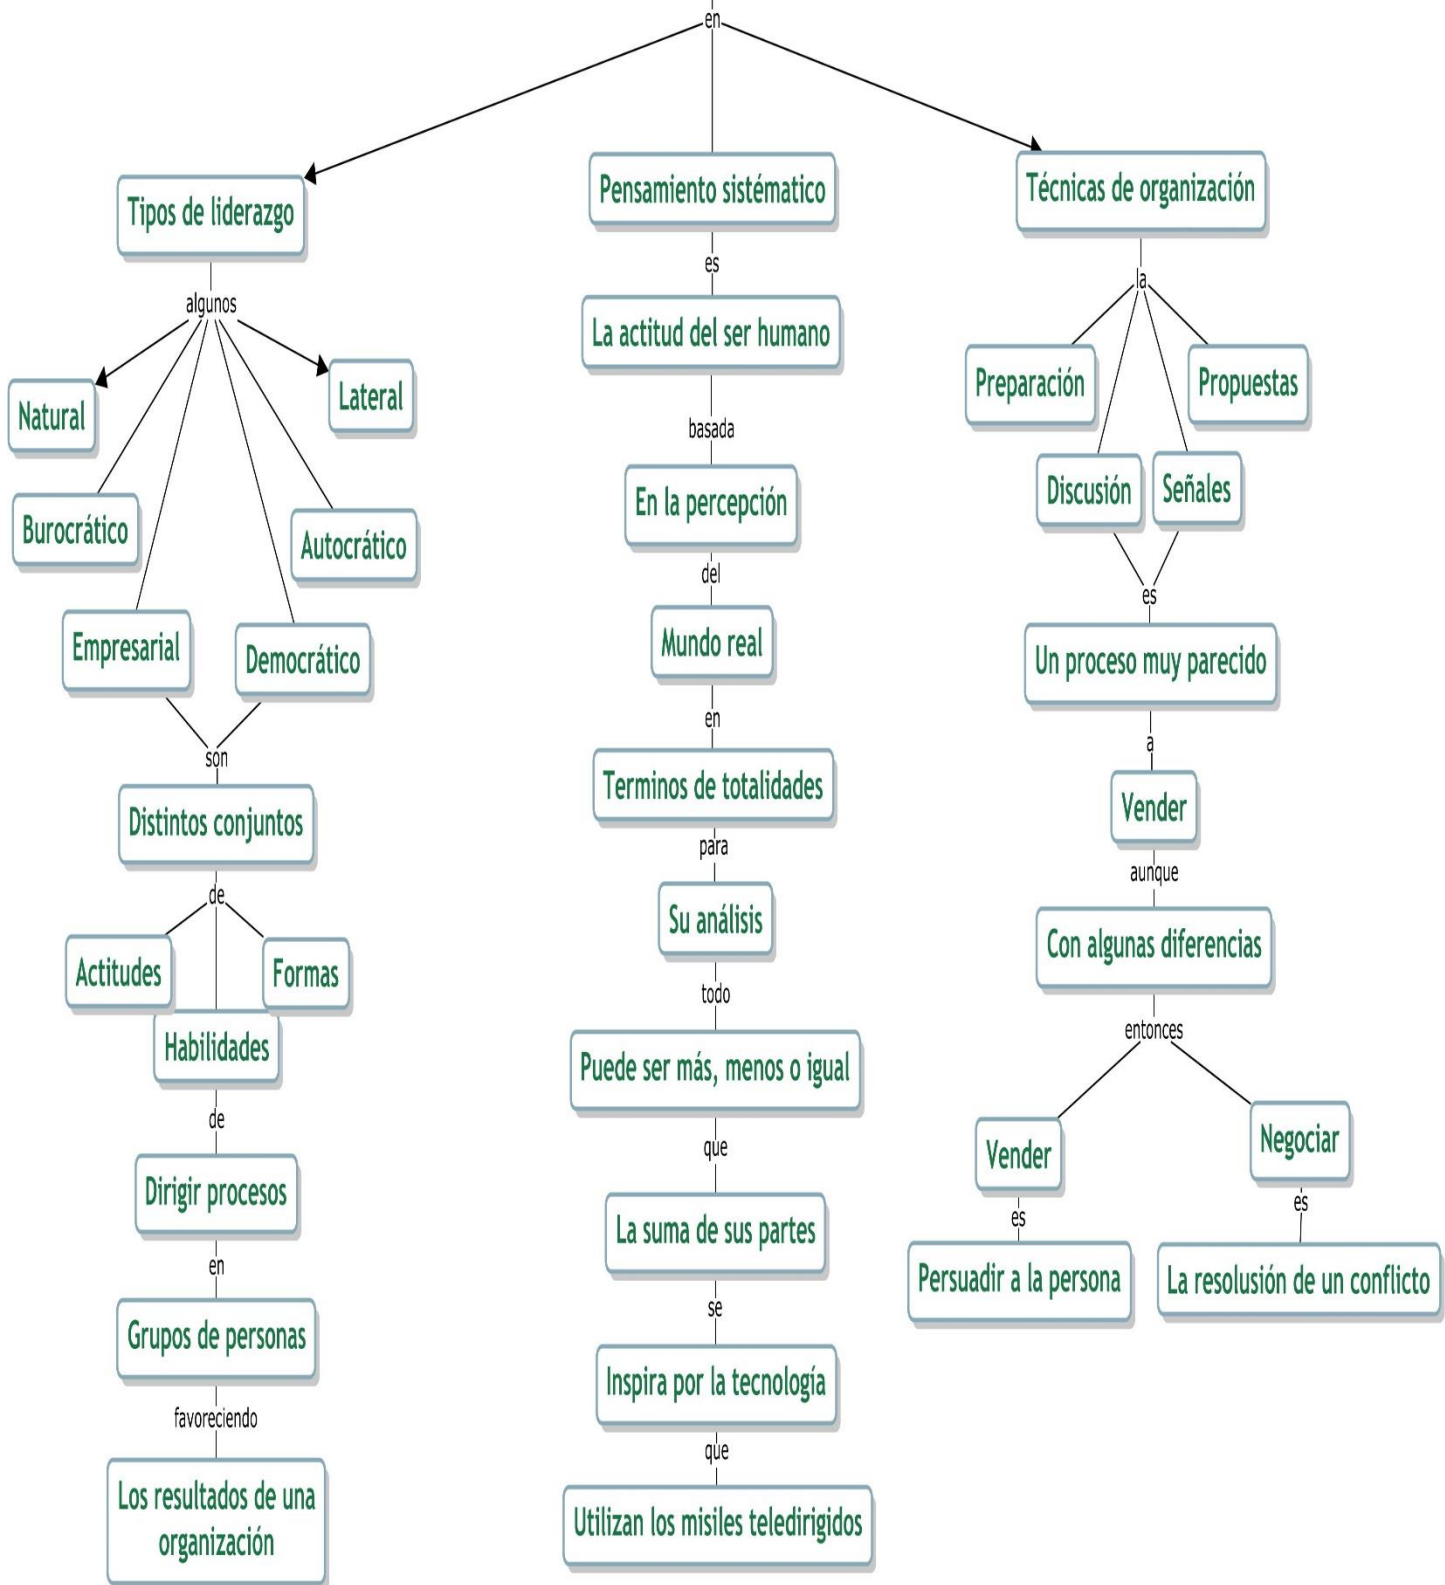 en
Tipos de liderazgo
algunos
Natural
Lateral
Burocrático
Autocrático
Empresarial
Democrático
son
Distintos conjuntos
de
Actitudes
Formas
Habilidades
de
Dirigir procesos
en
Grupos de personas
favoreciendo
Los resultados de una
organización
Pensamiento sistématico
es
La actitud del ser humano
basada
En la percepción
del
Mundo real
en
Terminos de totalidades
para
Su análisis
todo
Puede ser más, menos o igual
que
La suma de sus partes
se
Inspira por la tecnología
que
Utilizan los misiles teledirigidos
Técnicas de organización
la
Preparación
Propuestas
Discusión
Señales
es
Un proceso muy parecido
a
Vender
aunque
Con algunas diferencias
entonces
Vender
es
Persuadir a la persona
Negociar
es
La resolusión de un conflicto